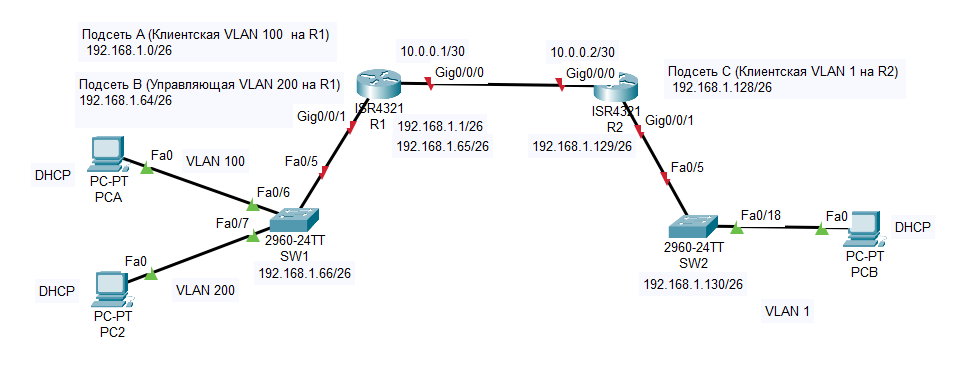 Подсеть A (Клиентская VLAN 100 на R1)
192.168.1.0/26
Подсеть B (Управляющая VLAN 200 на R1)
192.168.1.64/26
10.0.0.1/30
10.0.0.2/30
Gig0/0/0
Gig0/0/0
Подсеть C (Клиентская VLAN 1 на R2)
192.168.1.128/26
ISR4321
R1
ISR4321
R2
Gig0/0/1
Gig0/0/1
192.168.1.1/26
192.168.1.65/26
192.168.1.129/26
Fa0
VLAN 100
Fa0/5
Fa0/5
DHCP
PC-PT
PCA
Fa0/6
Fa0/7
2960-24TT
SW1
192.168.1.66/26
Fa0/18
Fa0
DHCP
2960-24TT
SW2
192.168.1.130/26
PC-PT
PCB
Fa0
DHCP
VLAN 200
PC-PT
PC2
VLAN 1